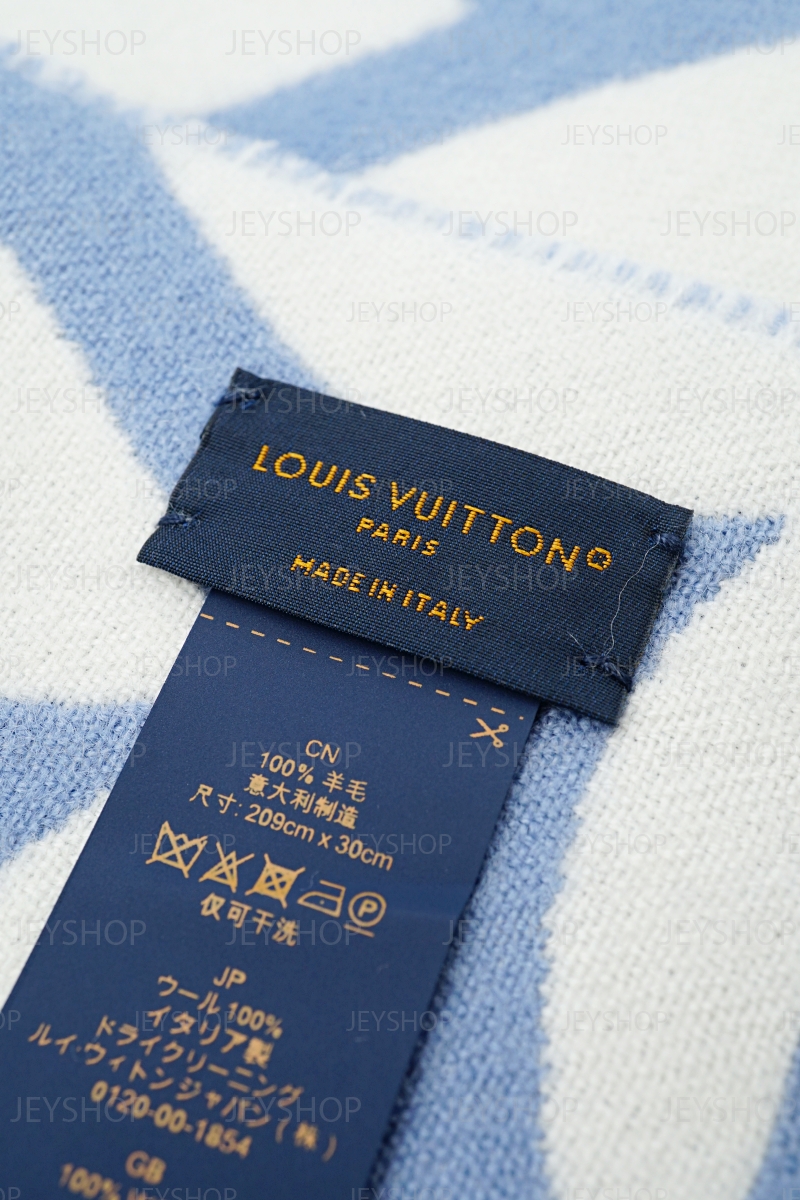 LOUIS VUITTON®
PARIS
MADE IN ITALY
CN
100% 羊毛
意大利制造
尺寸: 209cm x 30cm
P
仅可干洗
JP
ウール100%
イタリア製
ドライクリーニング
ルイ・ヴィトンジャパン(株)
0120-00-1854
GB
100%
JEYSHOP